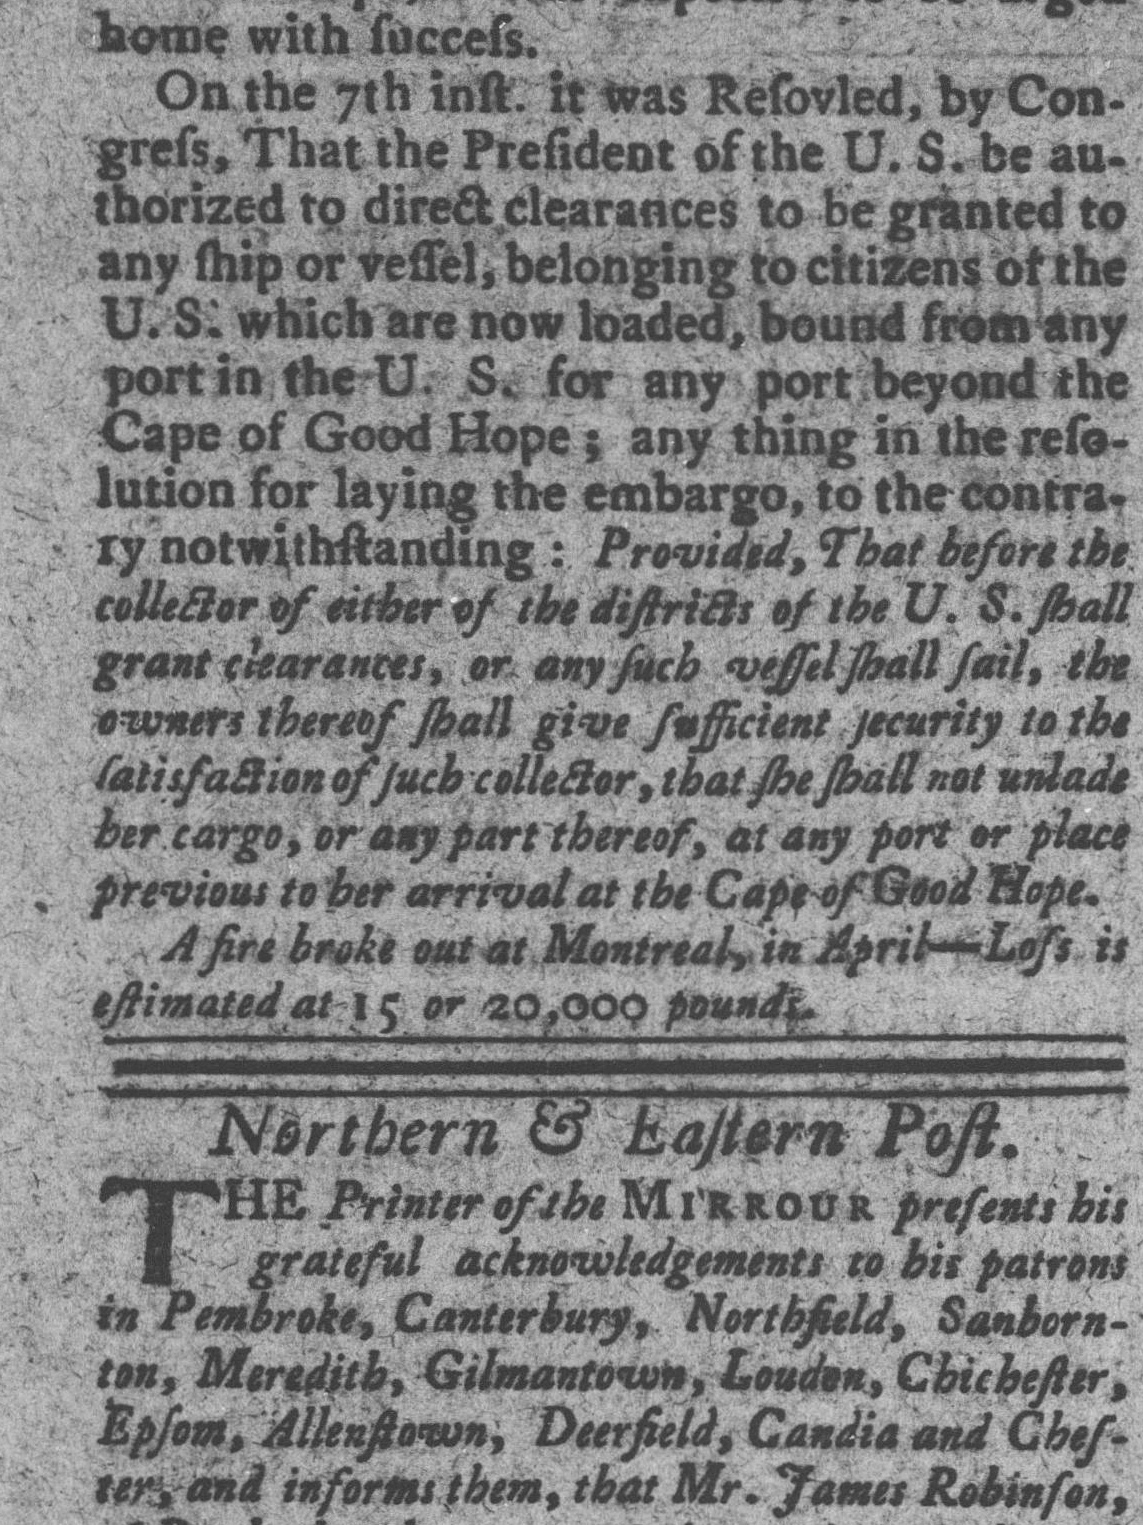 home with ſucceſs.
On the 7th inſt. it was Reſovled, by Con-
greſs, That the Preſident of the U. S. be au-
thorized to direct clearances to be granted to
any ſhip or veſſel, belonging to citizens of the
U. S. which are now loaded, bound from any
port in the U. S. for any port beyond the
Cape of Good Hope; any thing in the reſo-
lution for laying the embargo, to the contra-
ry notwithſtanding: Provided, That before the
collector of either of the diſtricts of the U. S. ſhall
grant clearances, or any ſuch veſſel ſhall ſail, the
owners thereof ſhall give ſufficient ſecurity to the
ſatisfaction of ſuch collector, that ſhe ſhall not unlade
her cargo, or any part thereof, at any port or place
previous to her arrival at the Cape of Good Hope.
A fire broke out at Montreal, in April—Loſs is
eſtimated at 15 or 20,000 pounds.
Northern & Eaſtern Poſt.
THE Printer of the MIRROUR preſents his
grateful acknowledgements to his patrons
in Pembroke, Canterbury, Northfield, Sanborn-
ton, Meredith, Gilmantown, Loudon, Chicheſter,
Epſom, Allenſtown, Deerfield, Candia and Cheſ-
ter, and informs them, that Mr. James Robinſon,